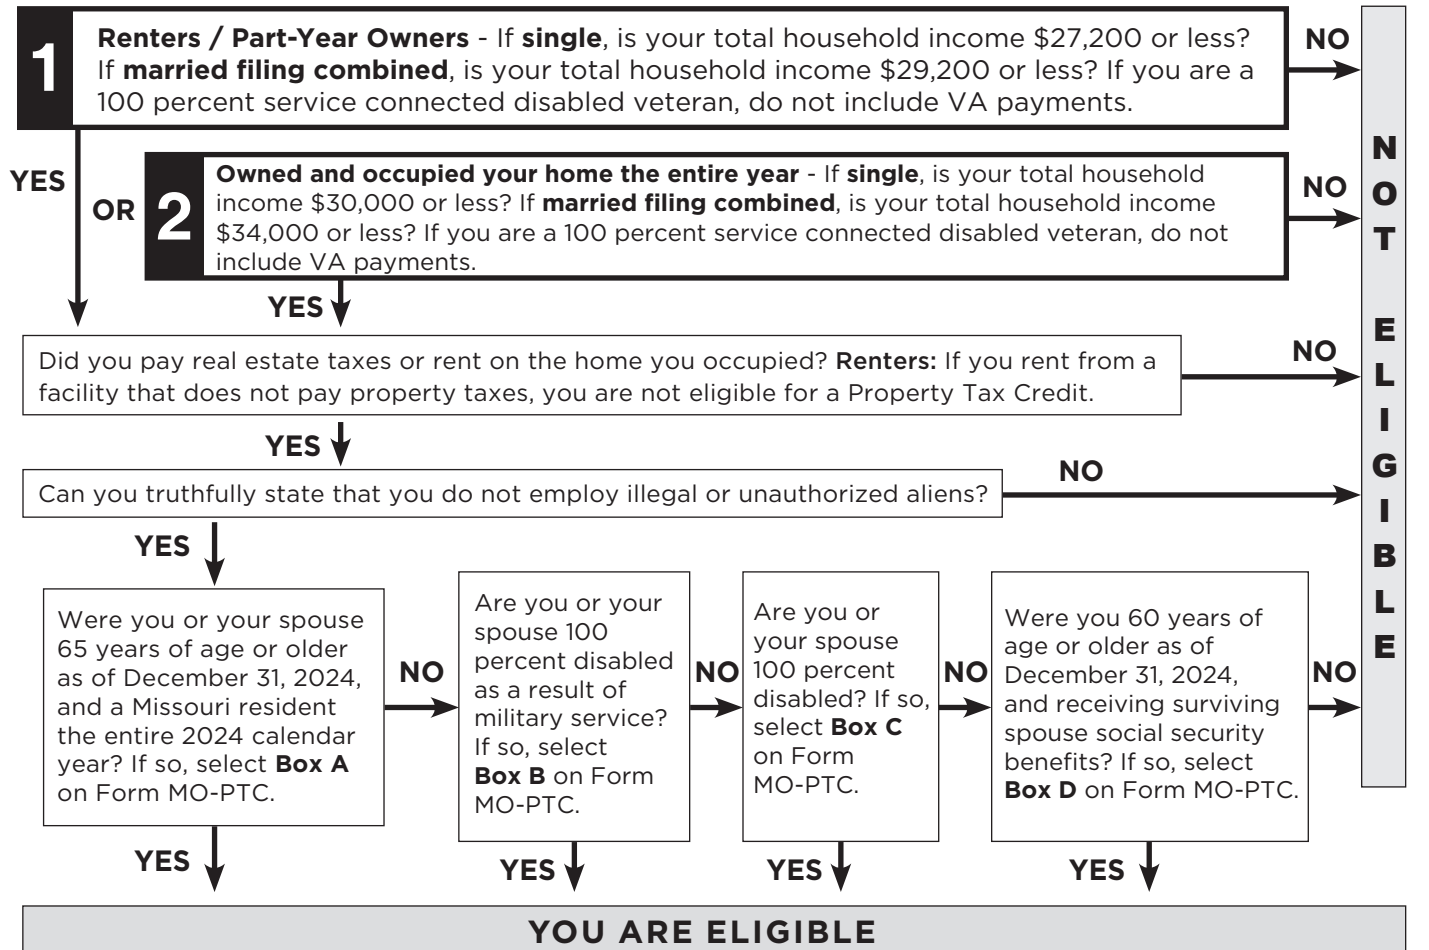 1
Renters / Part-Year Owners - If single, is your total household income $27,200 or less?
If married filing combined, is your total household income $29,200 or less? If you are a
100 percent service connected disabled veteran, do not include VA payments.
NO
YES
OR
2
Owned and occupied your home the entire year - If single, is your total household
income $30,000 or less? If married filing combined, is your total household income
$34,000 or less? If you are a 100 percent service connected disabled veteran, do not
include VA payments.
NO
YES
Did you pay real estate taxes or rent on the home you occupied? Renters: If you rent from a
facility that does not pay property taxes, you are not eligible for a Property Tax Credit.
NO
YES
Can you truthfully state that you do not employ illegal or unauthorized aliens?
NO
YES
Were you or your spouse
65 years of age or older
as of December 31, 2024,
and a Missouri resident
the entire 2024 calendar
year? If so, select Box A
on Form MO-PTC.
NO
YES
Are you or your
spouse 100
percent disabled
as a result of
military service?
If so, select
Box B on Form
MO-PTC.
NO
YES
Are you or
your spouse
100 percent
disabled? If so,
select Box C
on Form
MO-PTC.
NO
YES
Were you 60 years of
age or older as of
December 31, 2024,
and receiving surviving
spouse social security
benefits? If so, select
Box D on Form MO-PTC.
NO
YES
NOT ELIGIBLE
YOU ARE ELIGIBLE